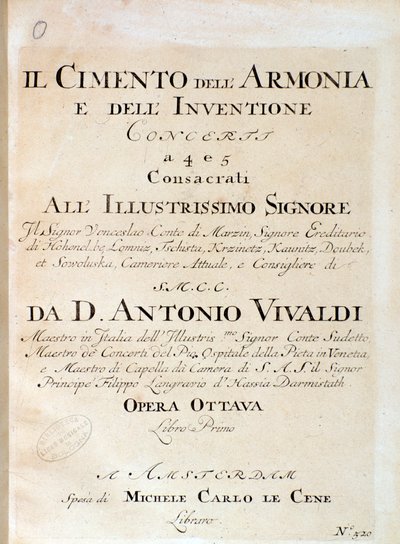 O
IL CIMENTO DELL' ARMONIA
E DELL' INVENTIONE
CONCERTI
a 4 e 5
Consacrati
ALL' ILLUSTRISSIMO SIGNORE
Il Signor Venceslao Conte di Marzin, Signore Ereditario
di Hohenelbe, Lomniz, Tschista, Krzinetz, Kaunitz, Doubek,
et Sowoluska, Cameriere Attuale, e Consigliere di
S.M.C.C.
DA D. ANTONIO VIVALDI
Maestro in Italia dell' Illustris.mo Signor Conte Sudetto,
Maestro de' Concerti del Pio Ospitale della Pieta in Venetia,
e Maestro di Capella dà Camera di S.A.S. il Signor
Principe Filippo Langravio d'Hassia Darmistath
OPERA OTTAVA
Libro Primo
A AMSTERDAM
Spesa di MICHELE CARLO LE CENE
Libraro.
N.º 520